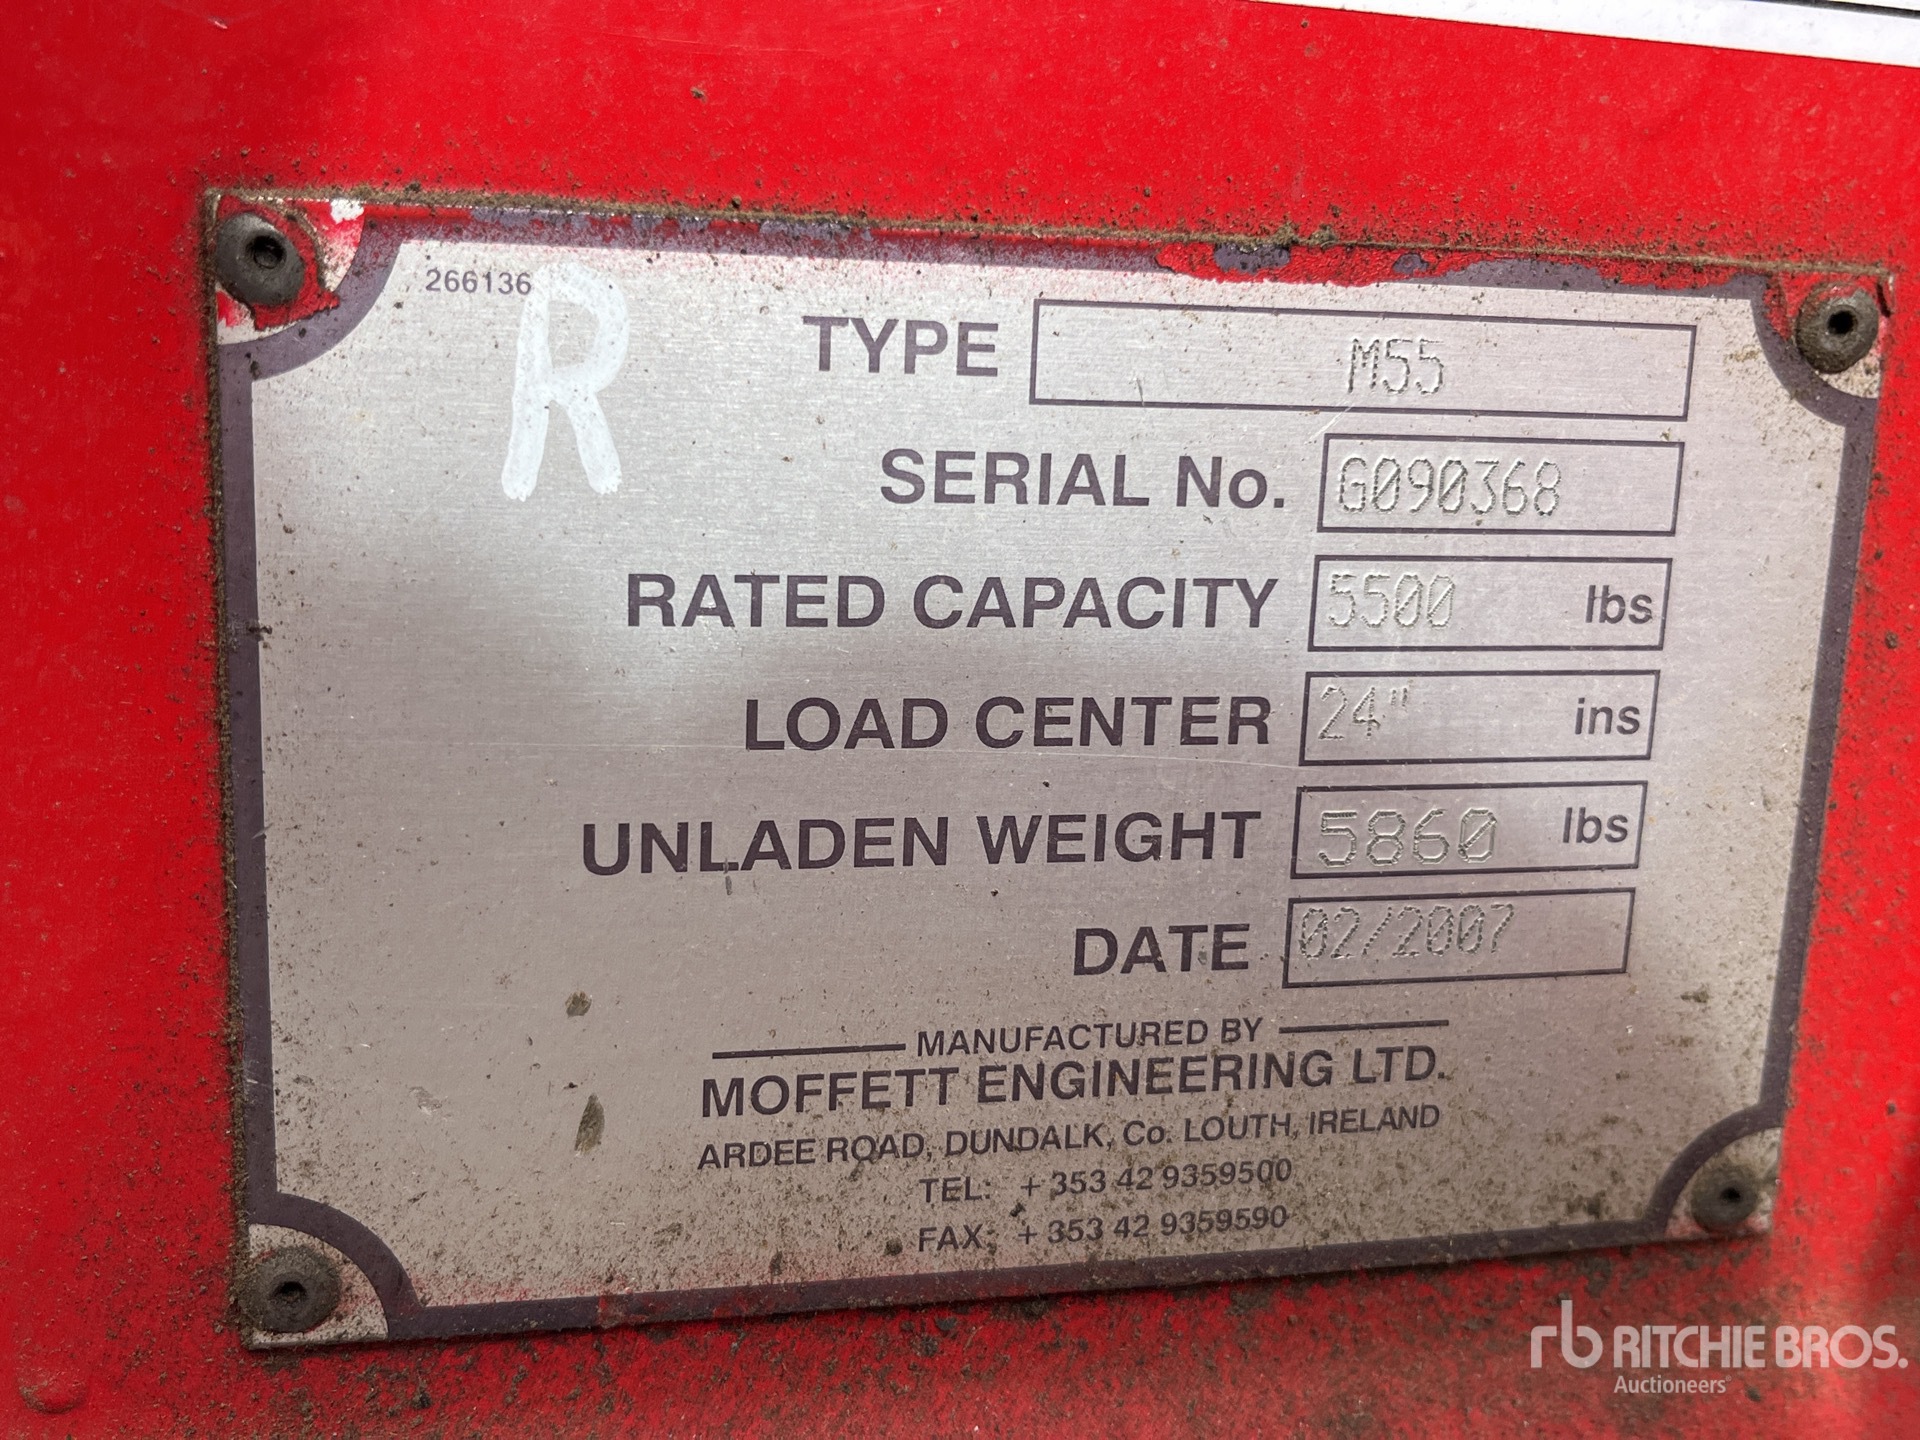 266136
R
TYPE M55
SERIAL No. G090368
RATED CAPACITY 5500 lbs
LOAD CENTER 24" ins
UNLADEN WEIGHT 5860 lbs
DATE 02/2007
MANUFACTURED BY
MOFFETT ENGINEERING LTD.
ARDEE ROAD, DUNDALK, Co. LOUTH, IRELAND
TEL: +353 42 9359500
FAX: +353 42 9359590
rb RITCHIE BROS.
Auctioneers